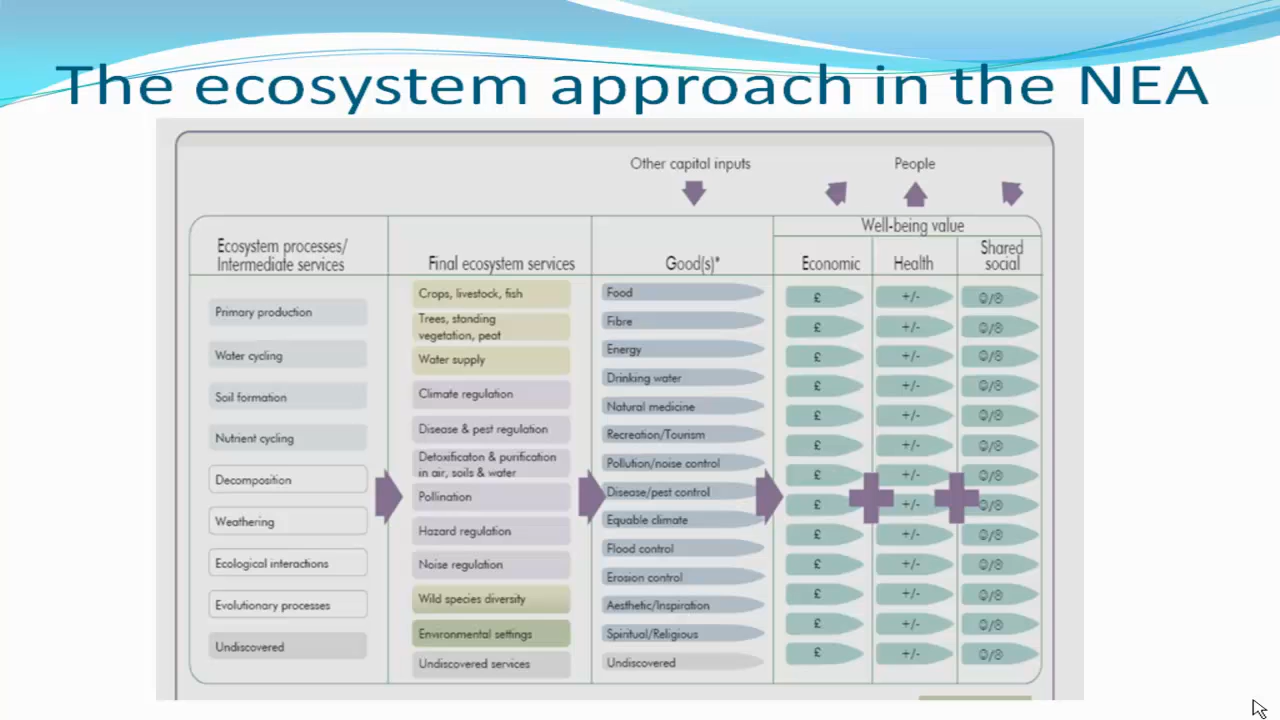 The ecosystem approach in the NEA
Other capital inputs
People
Well-being value
Ecosystem processes/
Intermediate services
Final ecosystem services
Good(s)*
Economic
Health
Shared
social
Primary production
Water cycling
Soil formation
Nutrient cycling
Decomposition
Weathering
Ecological interactions
Evolutionary processes
Undiscovered
Crops, livestock, fish
Trees, standing
vegetation, peat
Water supply
Climate regulation
Disease & pest regulation
Detoxificaton & purification
in air, soils & water
Pollination
Hazard regulation
Noise regulation
Wild species diversity
Environmental settings
Undiscovered services
Food
Fibre
Energy
Drinking water
Natural medicine
Recreation/Tourism
Pollution/noise control
Disease/pest control
Equable climate
Flood control
Erosion control
Aesthetic/Inspiration
Spiritual/Religious
Undiscovered
£ +/- ☺/☹
£ +/- ☺/☹
£ +/- ☺/☹
£ +/- ☺/☹
£ +/- ☺/☹
£ +/- ☺/☹
£ +/- ☺/☹
£ +/- ☺/☹
£ +/- ☺/☹
£ +/- ☺/☹
£ +/- ☺/☹
£ +/- ☺/☹
£ +/- ☺/☹